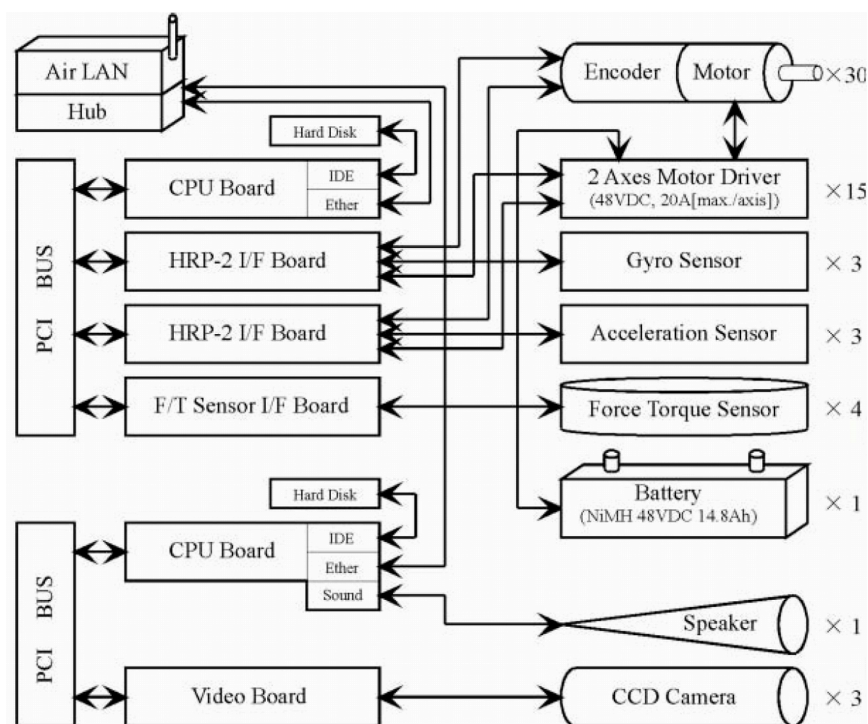 Air LAN
Hub
Encoder
Motor
×30
Hard Disk
CPU Board
IDE
Ether
2 Axes Motor Driver
(48VDC, 20A[max./axis])
×15
PCI BUS
HRP-2 I/F Board
Gyro Sensor
×3
HRP-2 I/F Board
Acceleration Sensor
×3
F/T Sensor I/F Board
Force Torque Sensor
×4
Hard Disk
Battery
(NiMH 48VDC 14.8Ah)
×1
PCI BUS
CPU Board
IDE
Ether
Sound
Speaker
×1
Video Board
CCD Camera
×3